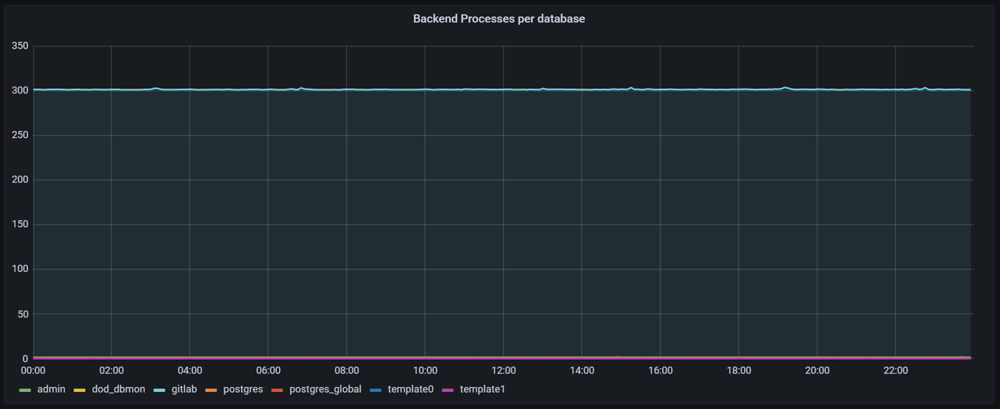 Backend Processes per database
350
300
250
200
150
100
50
0
00:00 02:00 04:00 06:00 08:00 10:00 12:00 14:00 16:00 18:00 20:00 22:00
admin dod_dbmon gitlab postgres postgres_global template0 template1